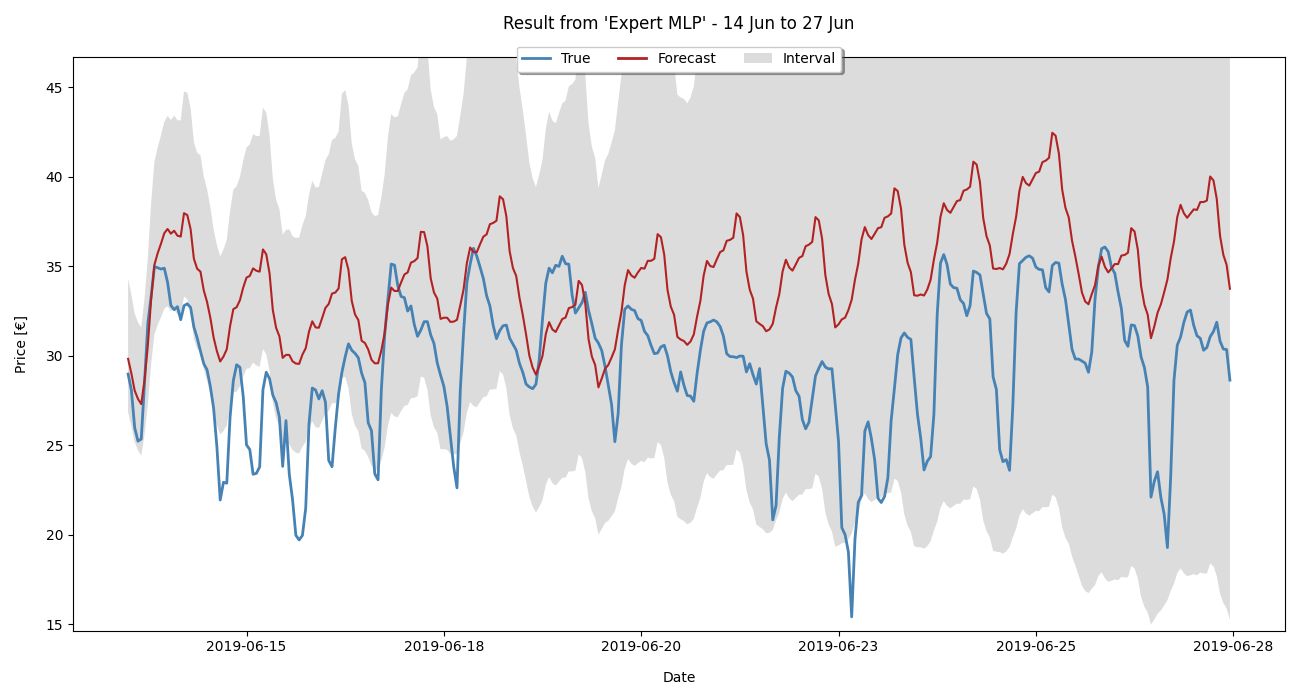 Result from 'Expert MLP' - 14 Jun to 27 Jun
True Forecast Interval
45
40
35
30
25
20
15
Price [€]
2019-06-15 2019-06-18 2019-06-20 2019-06-23 2019-06-25 2019-06-28
Date